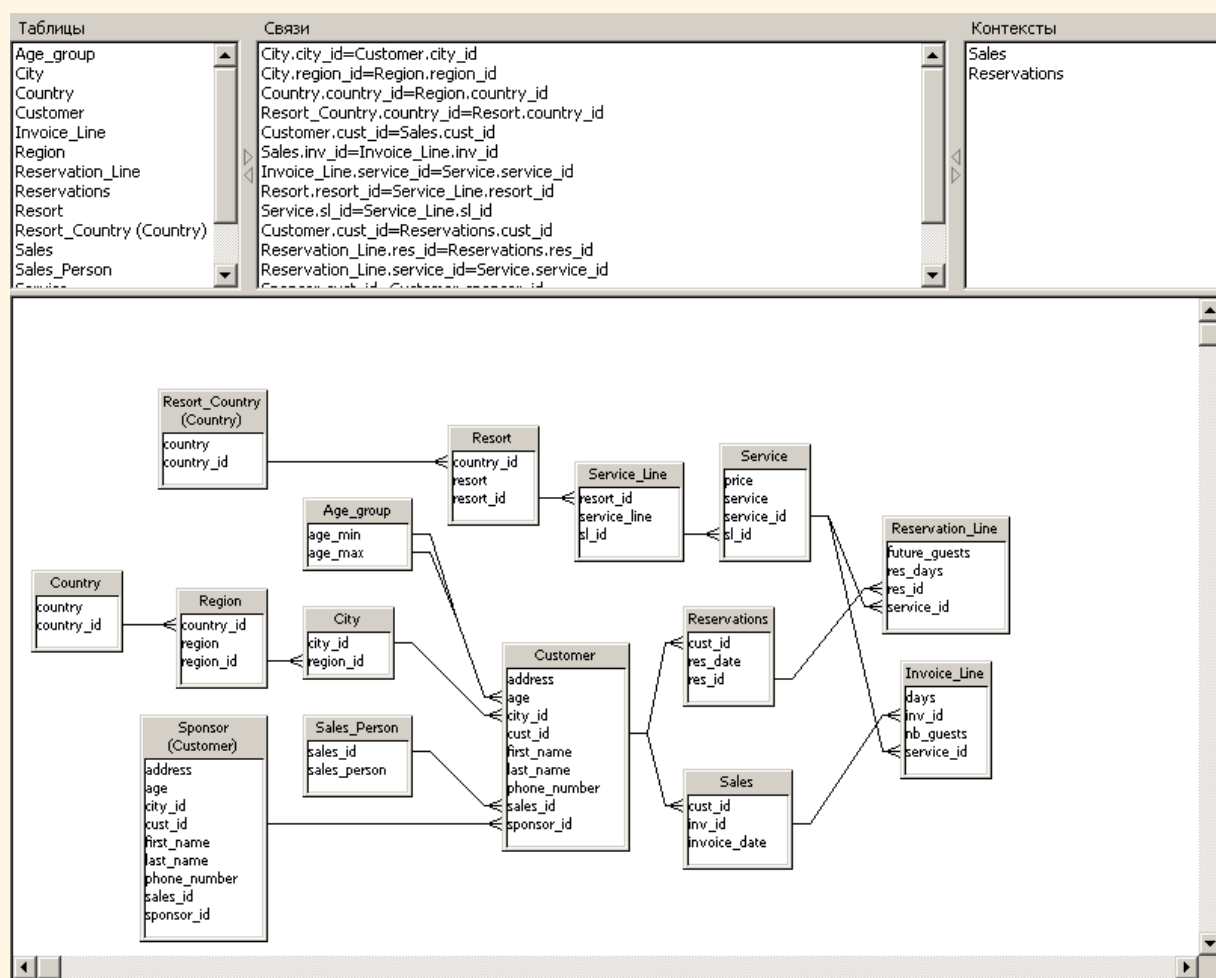 Таблицы
Связи
Контексты
Age_group
City
Country
Customer
Invoice_Line
Region
Reservation_Line
Reservations
Resort
Resort_Country (Country)
Sales
Sales_Person
Service
City.city_id=Customer.city_id
City.region_id=Region.region_id
Country.country_id=Region.country_id
Resort_Country.country_id=Resort.country_id
Customer.cust_id=Sales.cust_id
Sales.inv_id=Invoice_Line.inv_id
Invoice_Line.service_id=Service.service_id
Resort.resort_id=Service_Line.resort_id
Service.sl_id=Service_Line.sl_id
Customer.cust_id=Reservations.cust_id
Reservation_Line.res_id=Reservations.res_id
Reservation_Line.service_id=Service.service_id
Sponsor.cust_id=Customer.sponsor_id
Sales
Reservations
Resort_Country
(Country)
country
country_id
Resort
country_id
resort
resort_id
Service_Line
resort_id
service_line
sl_id
Service
price
service
service_id
sl_id
Age_group
age_min
age_max
Reservation_Line
future_guests
res_days
res_id
service_id
Country
country
country_id
Region
country_id
region
region_id
City
city_id
region_id
Customer
address
age
city_id
cust_id
first_name
last_name
phone_number
sales_id
sponsor_id
Reservations
cust_id
res_date
res_id
Invoice_Line
days
inv_id
nb_guests
service_id
Sponsor
(Customer)
address
age
city_id
cust_id
first_name
last_name
phone_number
sales_id
sponsor_id
Sales_Person
sales_id
sales_person
Sales
cust_id
inv_id
invoice_date